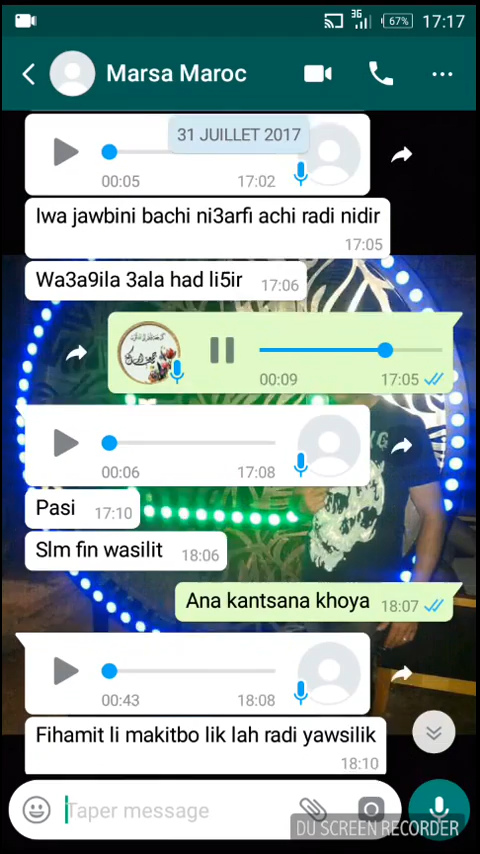 3G
67%
17:17
Marsa Maroc
31 JUILLET 2017
00:05
17:02
Iwa jawbini bachi ni3arfi achi radi nidir
17:05
Wa3a9ila 3ala had li5ir 17:06
00:09
17:05
00:06
17:08
Pasi 17:10
Slm fin wasilit 18:06
Ana kantsana khoya 18:07
00:43
18:08
Fihamit li makitbo lik lah radi yawsilik
18:10
Taper message
DU SCREEN RECORDER